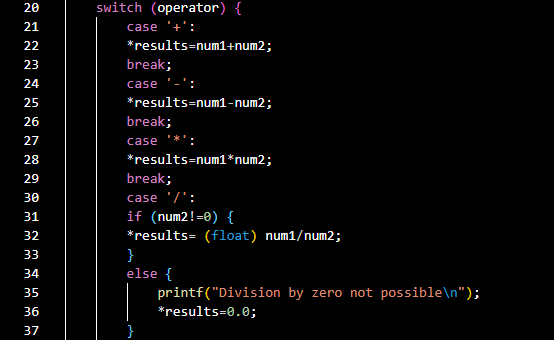 20 switch (operator) {
21 case '+':
22 *results=num1+num2;
23 break;
24 case '-':
25 *results=num1-num2;
26 break;
27 case '*':
28 *results=num1*num2;
29 break;
30 case '/':
31 if (num2!=0) {
32 *results= (float) num1/num2;
33 }
34 else {
35 printf("Division by zero not possible\n");
36 *results=0.0;
37 }